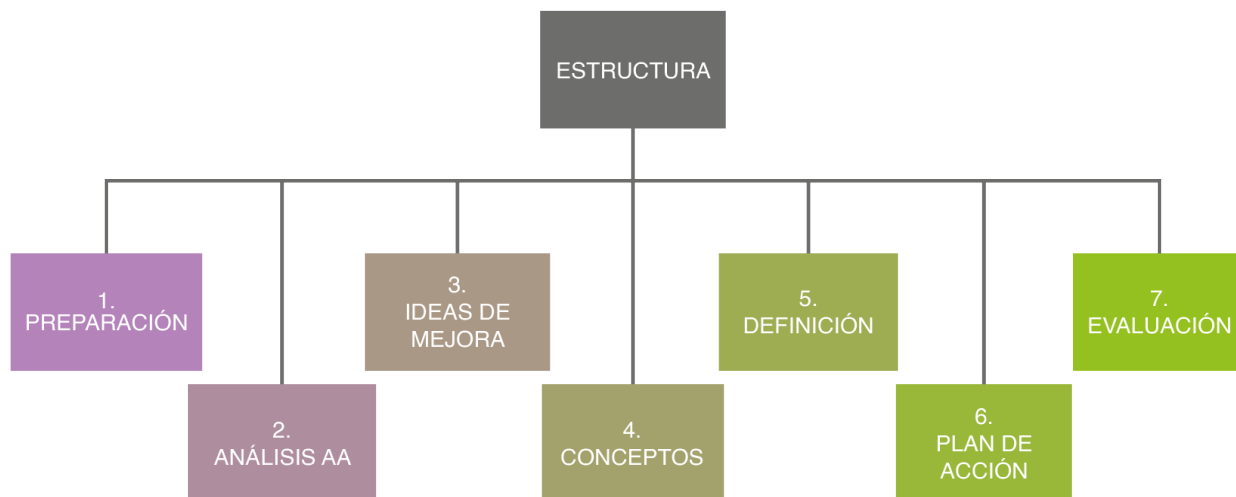 ESTRUCTURA
1.
PREPARACIÓN
2.
ANÁLISIS AA
3.
IDEAS DE
MEJORA
4.
CONCEPTOS
5.
DEFINICIÓN
6.
PLAN DE
ACCIÓN
7.
EVALUACIÓN